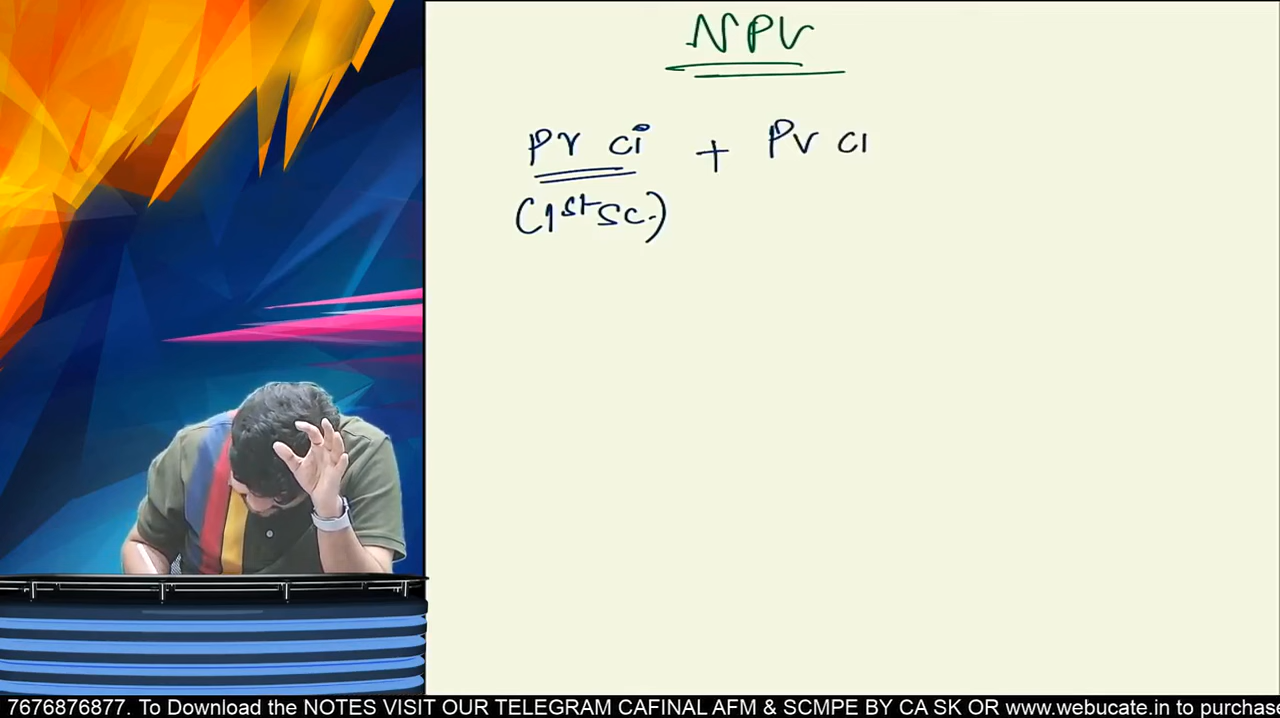 NPV
PV Ci + PV CI
(1st SC.)
7676876877. To Download the NOTES VISIT OUR TELEGRAM CAFINAL AFM & SCMPE BY CA SK OR www.webucate.in to purchase